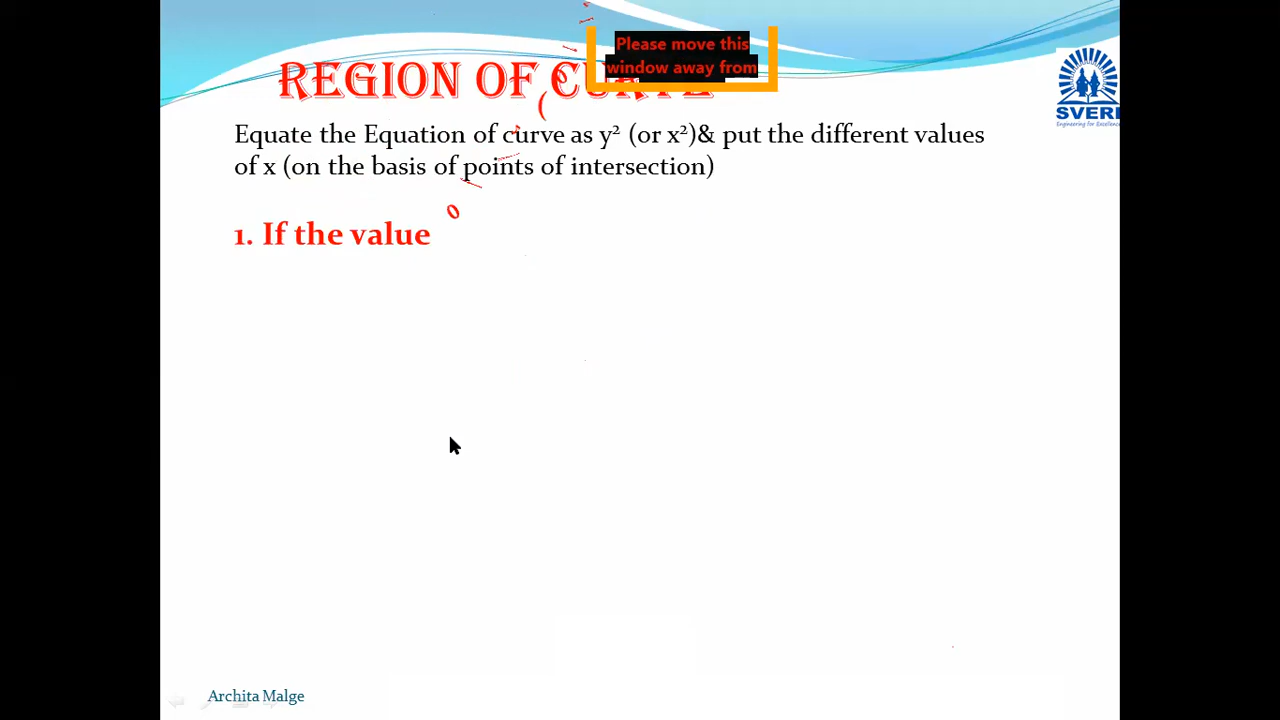 Please move this
window away from
REGION OF CURVE
SVERI
Engineering for Excellence
Equate the Equation of curve as y² (or x²)& put the different values
of x (on the basis of points of intersection)
1. If the value o
Archita Malge